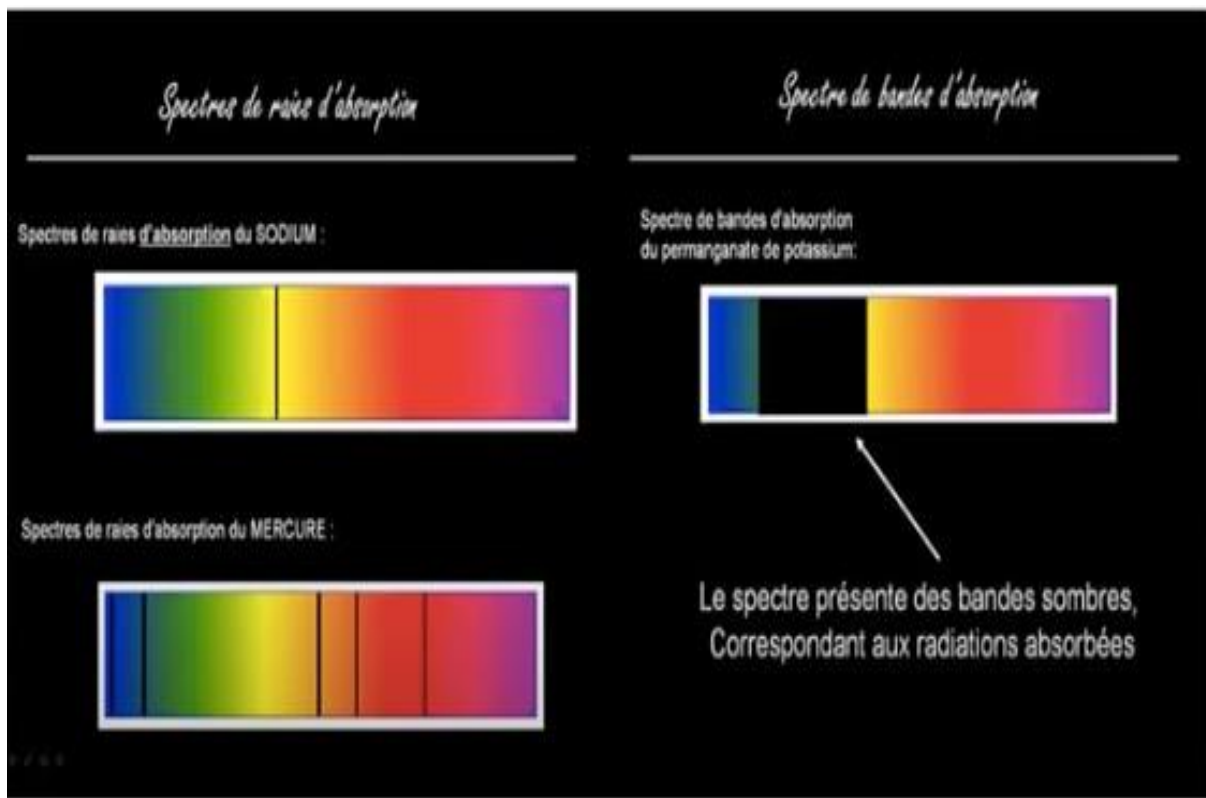 Spectres de raies d'absorption
Spectres de raies d'absorption du SODIUM :
Spectres de raies d'absorption du MERCURE :
Spectre de bandes d'absorption
Spectre de bandes d'absorption
du permanganate de potassium:
Le spectre présente des bandes sombres,
Correspondant aux radiations absorbées